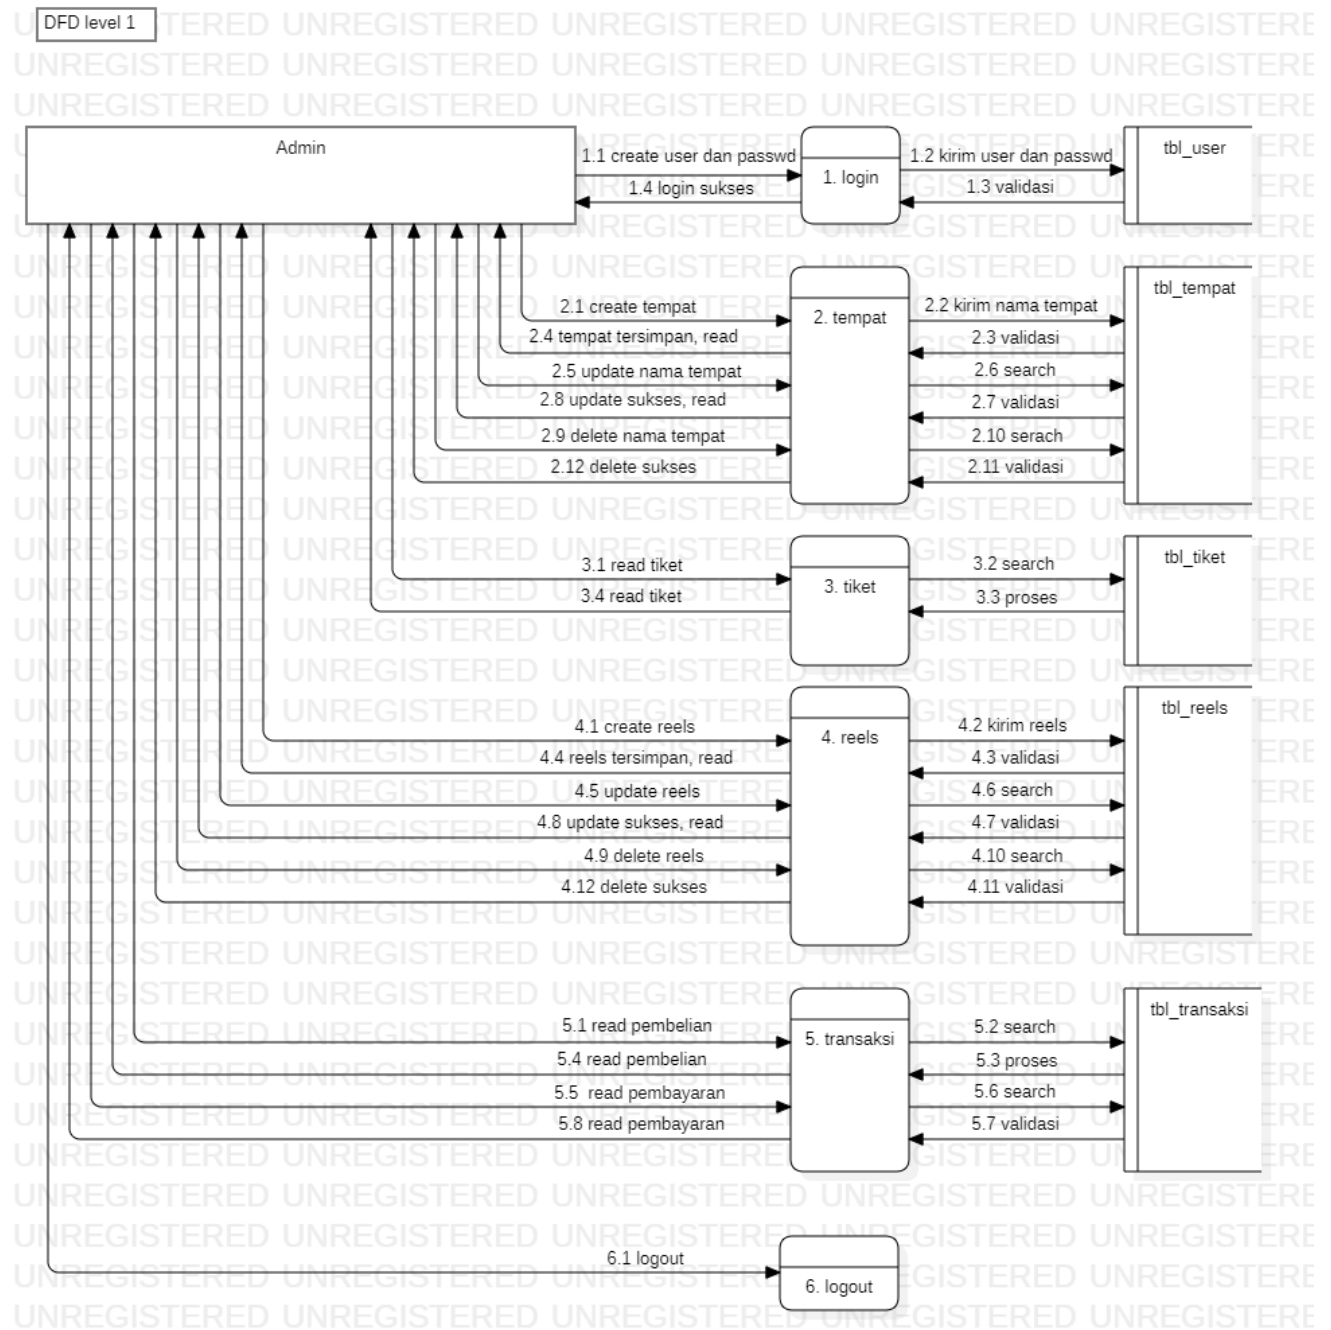 DFD level 1
Admin
1.1 create user dan passwd
1.4 login sukses
1. login
1.2 kirim user dan passwd
1.3 validasi
tbl_user
2.1 create tempat
2.4 tempat tersimpan, read
2.5 update nama tempat
2.8 update sukses, read
2.9 delete nama tempat
2.12 delete sukses
2. tempat
2.2 kirim nama tempat
2.3 validasi
2.6 search
2.7 validasi
2.10 serach
2.11 validasi
tbl_tempat
3.1 read tiket
3.4 read tiket
3. tiket
3.2 search
3.3 proses
tbl_tiket
4.1 create reels
4.4 reels tersimpan, read
4.5 update reels
4.8 update sukses, read
4.9 delete reels
4.12 delete sukses
4. reels
4.2 kirim reels
4.3 validasi
4.6 search
4.7 validasi
4.10 search
4.11 validasi
tbl_reels
5.1 read pembelian
5.4 read pembelian
5.5  read pembayaran
5.8 read pembayaran
5. transaksi
5.2 search
5.3 proses
5.6 search
5.7 validasi
tbl_transaksi
6.1 logout
6. logout